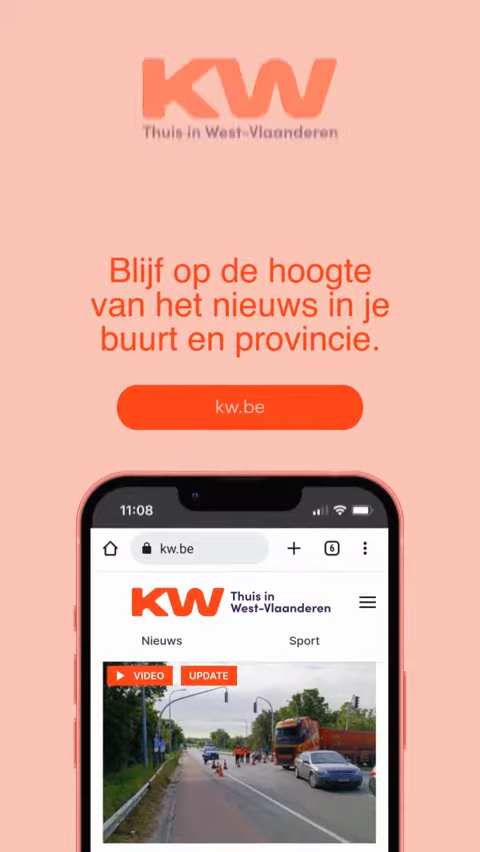 KW
Thuis in West-Vlaanderen
Blijf op de hoogte
van het nieuws in je
buurt en provincie.
kw.be
11:08
kw.be
6
KW
Thuis in
West-Vlaanderen
Nieuws
Sport
VIDEO
UPDATE